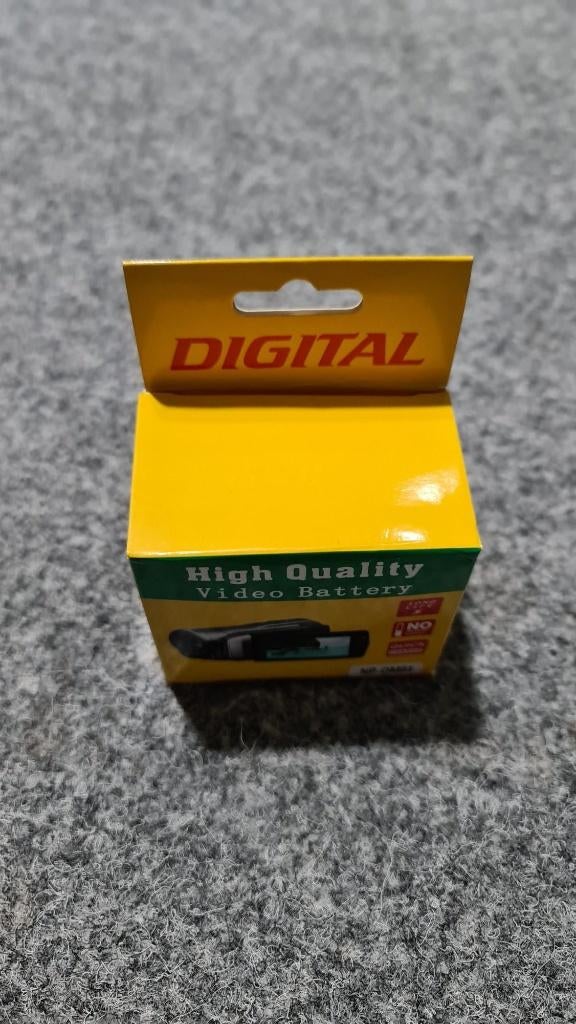 DIGITAL
High Quality
Video Battery
NO